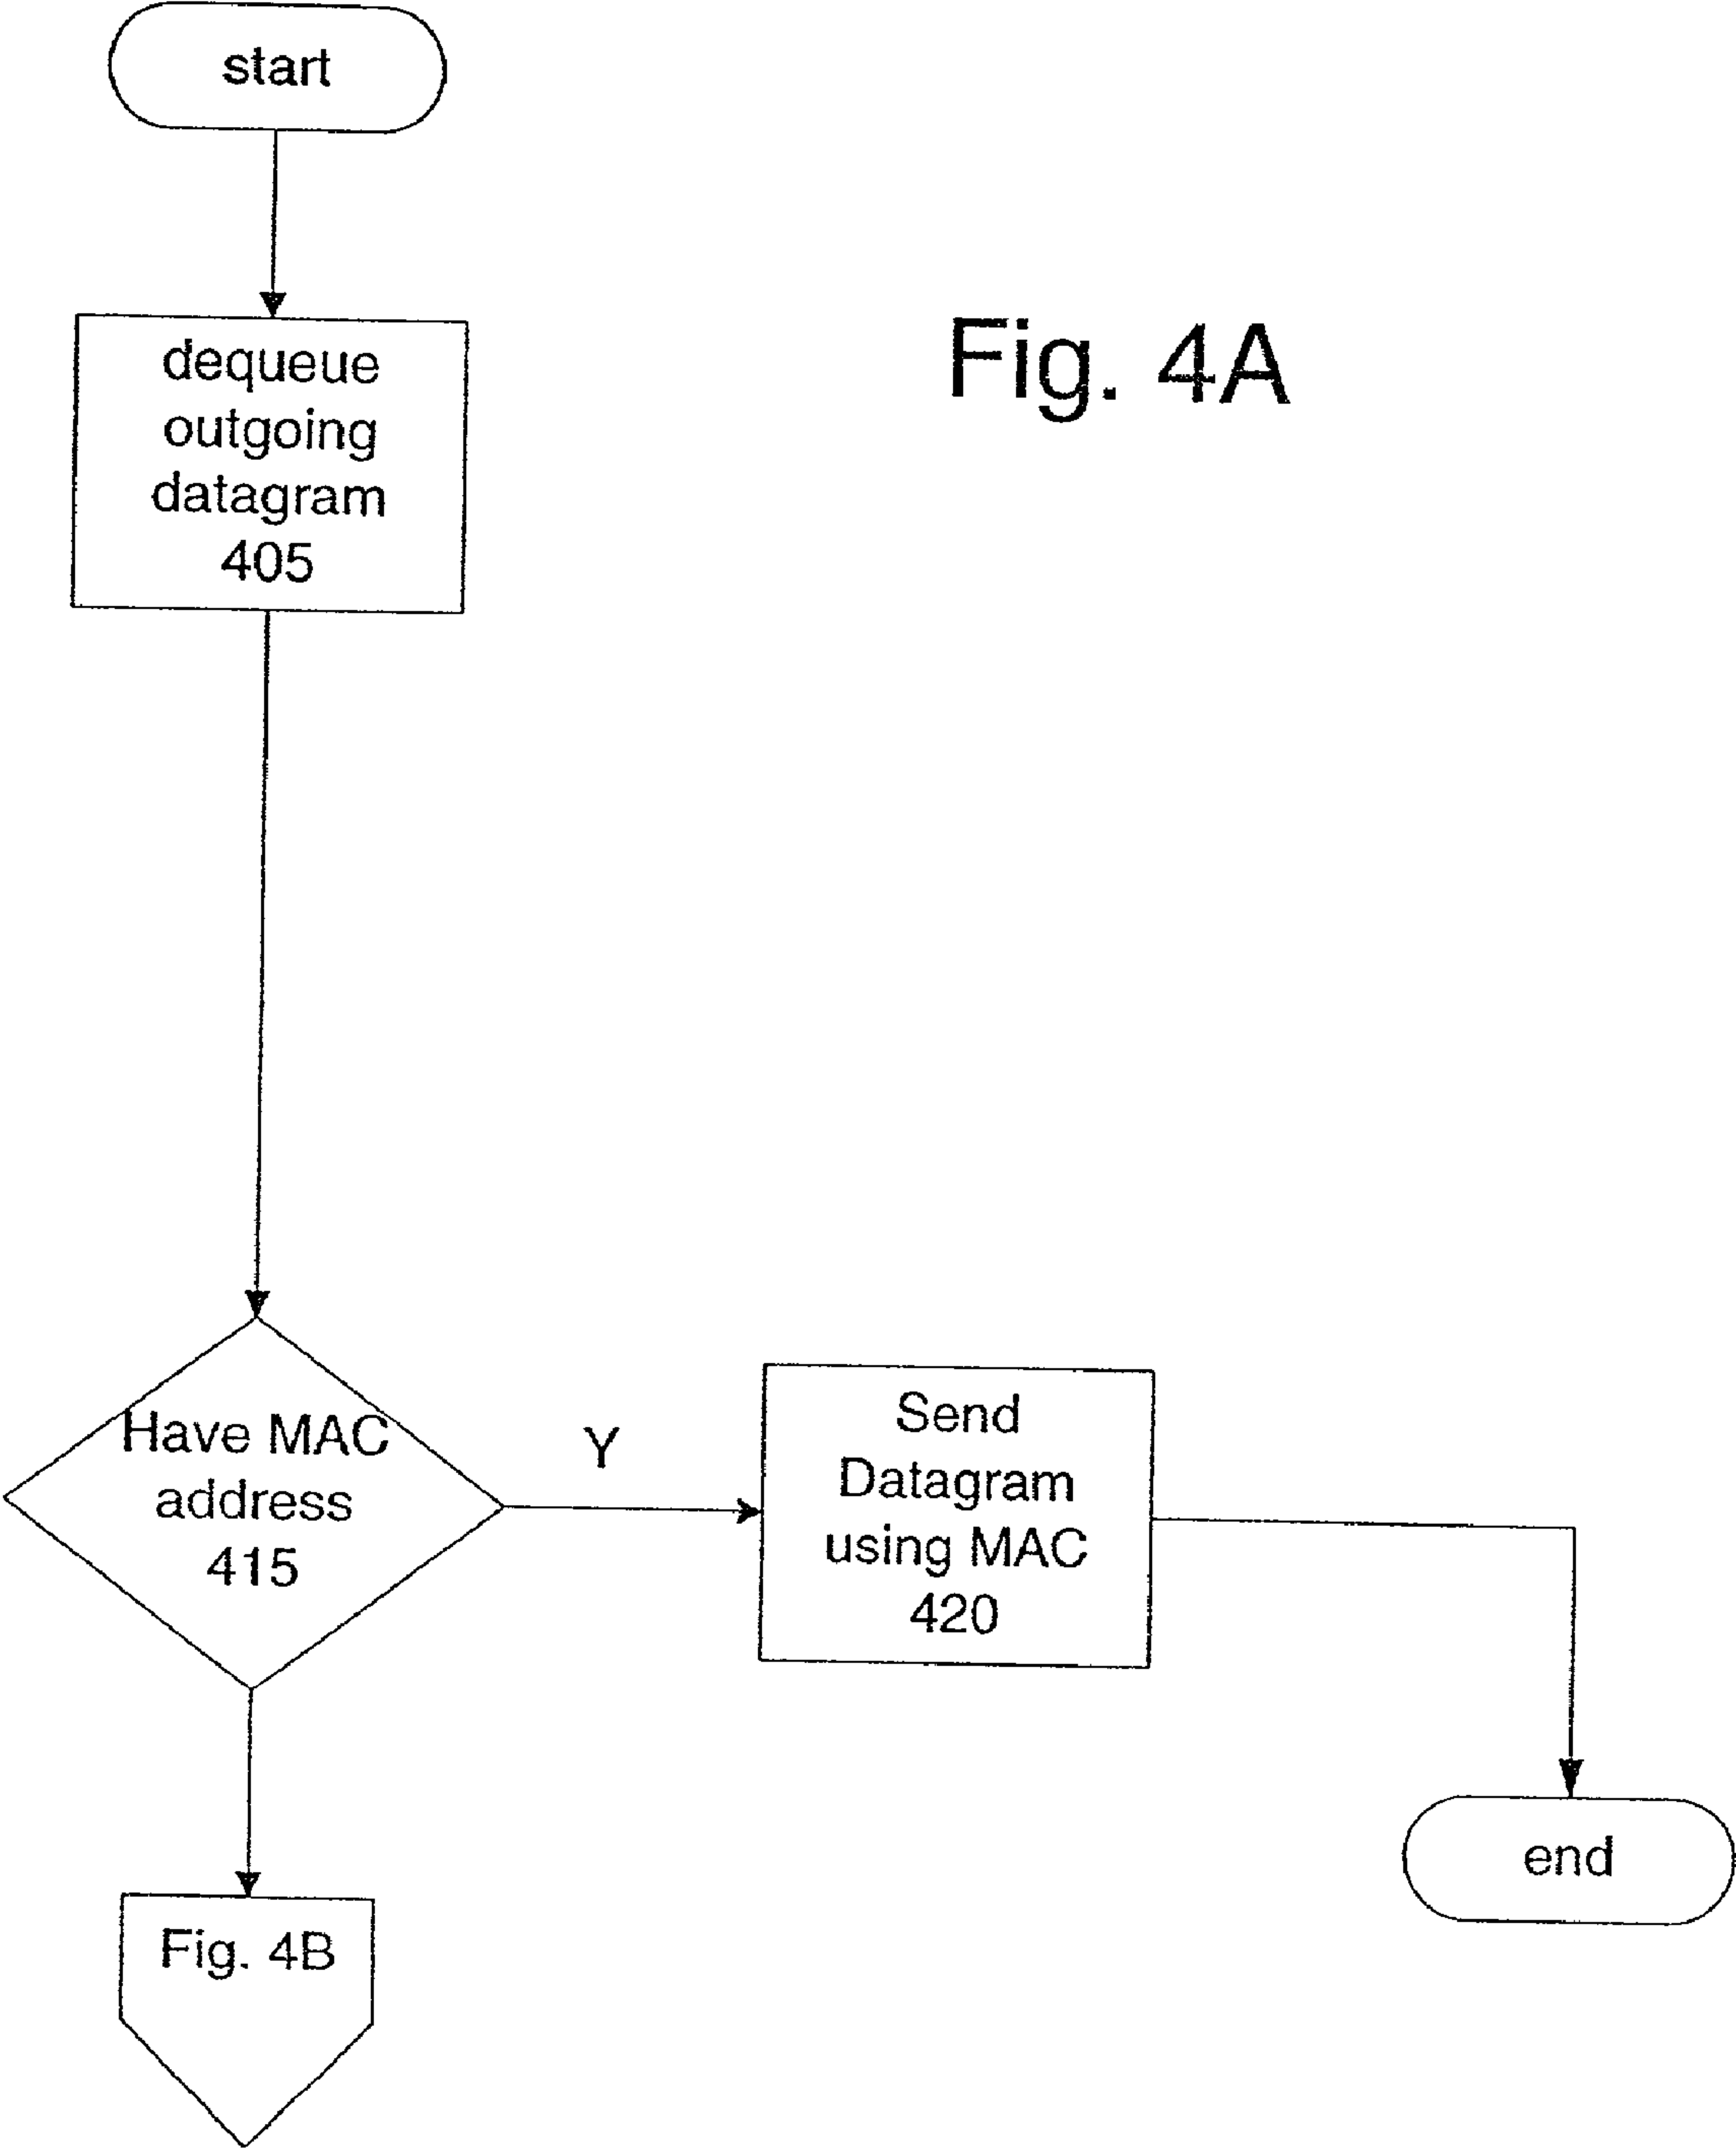 start
dequeue
outgoing
datagram
405
Fig. 4A
Have MAC
address
415
Y
Send
Datagram
using MAC
420
end
Fig. 4B